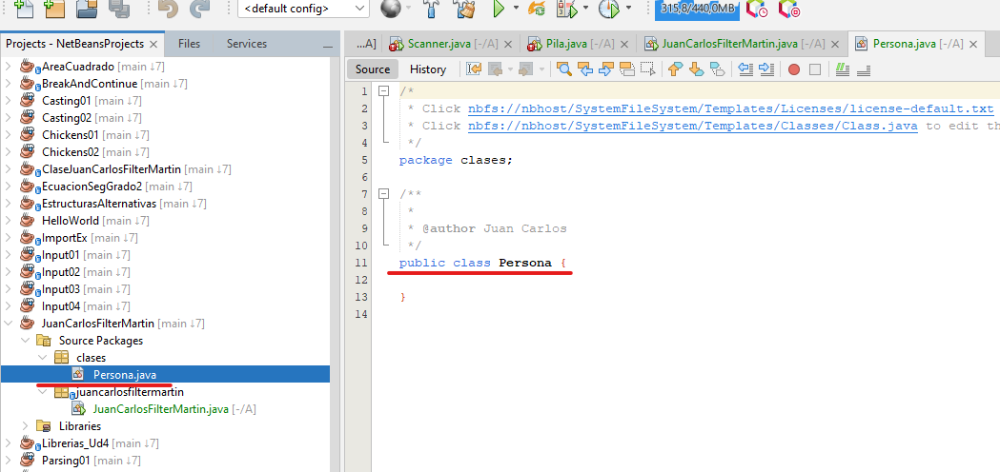 <default config>
315,8/440,0MB
Projects - NetBeansProjects
Files
Services
...A]
Scanner.java [-/A]
Pila.java [-/A]
JuanCarlosFilterMartin.java [-/A]
Persona.java [-/A]
Source
History
AreaCuadrado [main ↓7]
BreakAndContinue [main ↓7]
Casting01 [main ↓7]
Casting02 [main ↓7]
Chickens01 [main ↓7]
Chickens02 [main ↓7]
ClaseJuanCarlosFilterMartin [main ↓7]
EcuacionSegGrado2 [main ↓7]
EstructurasAlternativas [main ↓7]
HelloWorld [main ↓7]
ImportEx [main ↓7]
Input01 [main ↓7]
Input02 [main ↓7]
Input03 [main ↓7]
Input04 [main ↓7]
JuanCarlosFilterMartin [main ↓7]
Source Packages
clases
Persona.java
juancarlosfiltermartin
JuanCarlosFilterMartin.java [-/A]
Libraries
Librerias_Ud4 [main ↓7]
Parsing01 [main ↓7]
1 /*
2 * Click nbfs://nbhost/SystemFileSystem/Templates/Licenses/license-default.txt
3 * Click nbfs://nbhost/SystemFileSystem/Templates/Classes/Class.java to edit th
4 */
5 package clases;
6
7 /**
8 *
9 * @author Juan Carlos
10 */
11 public class Persona {
12
13 }
14